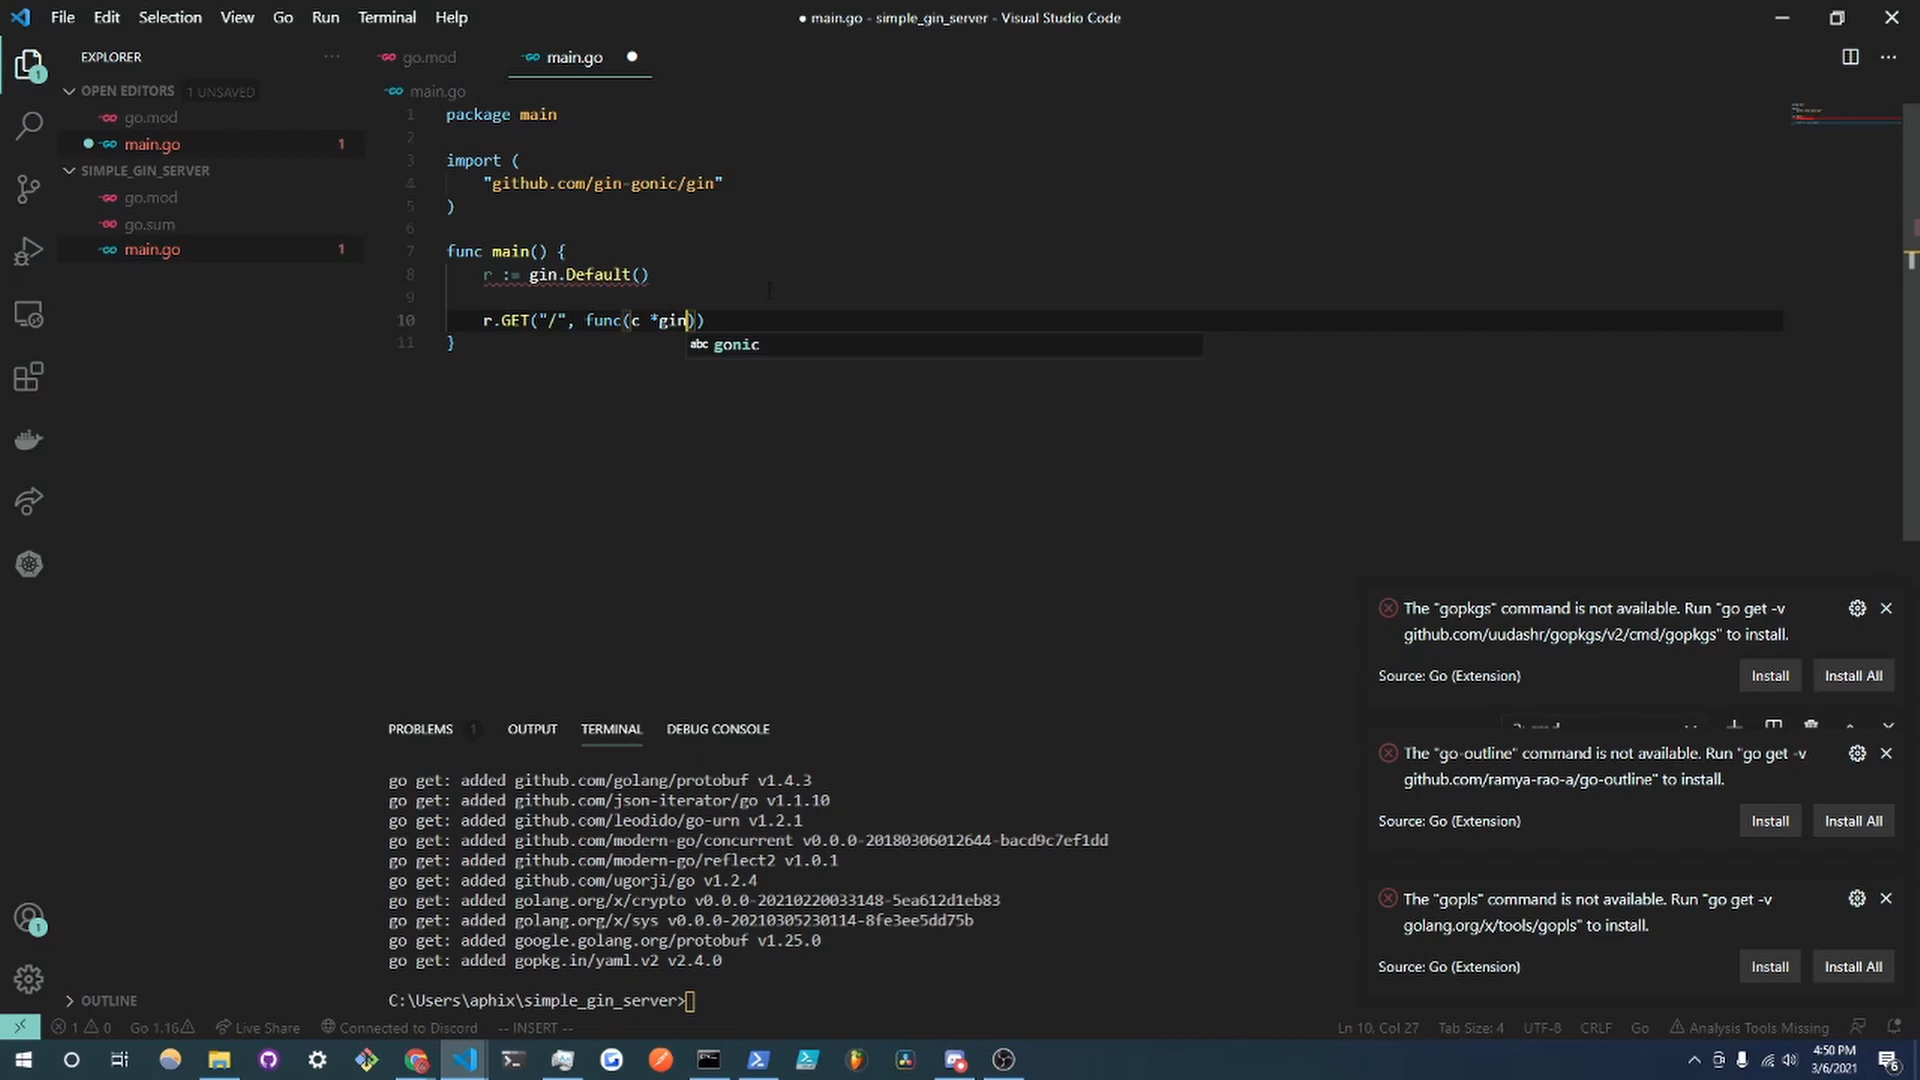 File Edit Selection View Go Run Terminal Help
● main.go - simple_gin_server - Visual Studio Code
EXPLORER
OPEN EDITORS 1 UNSAVED
go.mod
main.go 1
SIMPLE_GIN_SERVER
go.mod
go.sum
main.go 1
OUTLINE
go.mod main.go
main.go
1 package main
2
3 import (
4 "github.com/gin-gonic/gin"
5 )
6
7 func main() {
8 r := gin.Default()
9
10 r.GET("/", func(c *gin))
abc gonic
11 }
The "gopkgs" command is not available. Run "go get -v
github.com/uudashr/gopkgs/v2/cmd/gopkgs" to install.
Source: Go (Extension) Install Install All
The "go-outline" command is not available. Run "go get -v
github.com/ramya-rao-a/go-outline" to install.
Source: Go (Extension) Install Install All
The "gopls" command is not available. Run "go get -v
golang.org/x/tools/gopls" to install.
Source: Go (Extension) Install Install All
PROBLEMS 1 OUTPUT TERMINAL DEBUG CONSOLE
go get: added github.com/golang/protobuf v1.4.3
go get: added github.com/json-iterator/go v1.1.10
go get: added github.com/leodido/go-urn v1.2.1
go get: added github.com/modern-go/concurrent v0.0.0-20180306012644-bacd9c7ef1dd
go get: added github.com/modern-go/reflect2 v1.0.1
go get: added github.com/ugorji/go v1.2.4
go get: added golang.org/x/crypto v0.0.0-20210220033148-5ea612d1eb83
go get: added golang.org/x/sys v0.0.0-20210305230114-8fe3ee5dd75b
go get: added google.golang.org/protobuf v1.25.0
go get: added gopkg.in/yaml.v2 v2.4.0
C:\Users\aphix\simple_gin_server>
1 0 Go 1.16 Live Share Connected to Discord -- INSERT -- Ln 10, Col 27 Tab Size: 4 UTF-8 CRLF Go Analysis Tools Missing
4:50 PM
3/6/2021